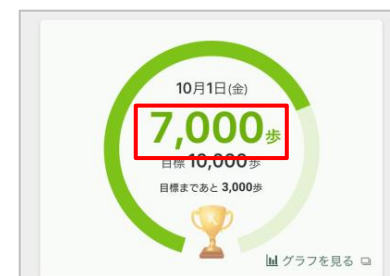 10月1日(金)
7,000歩
目標 10,000歩
目標まであと 3,000歩
グラフを見る